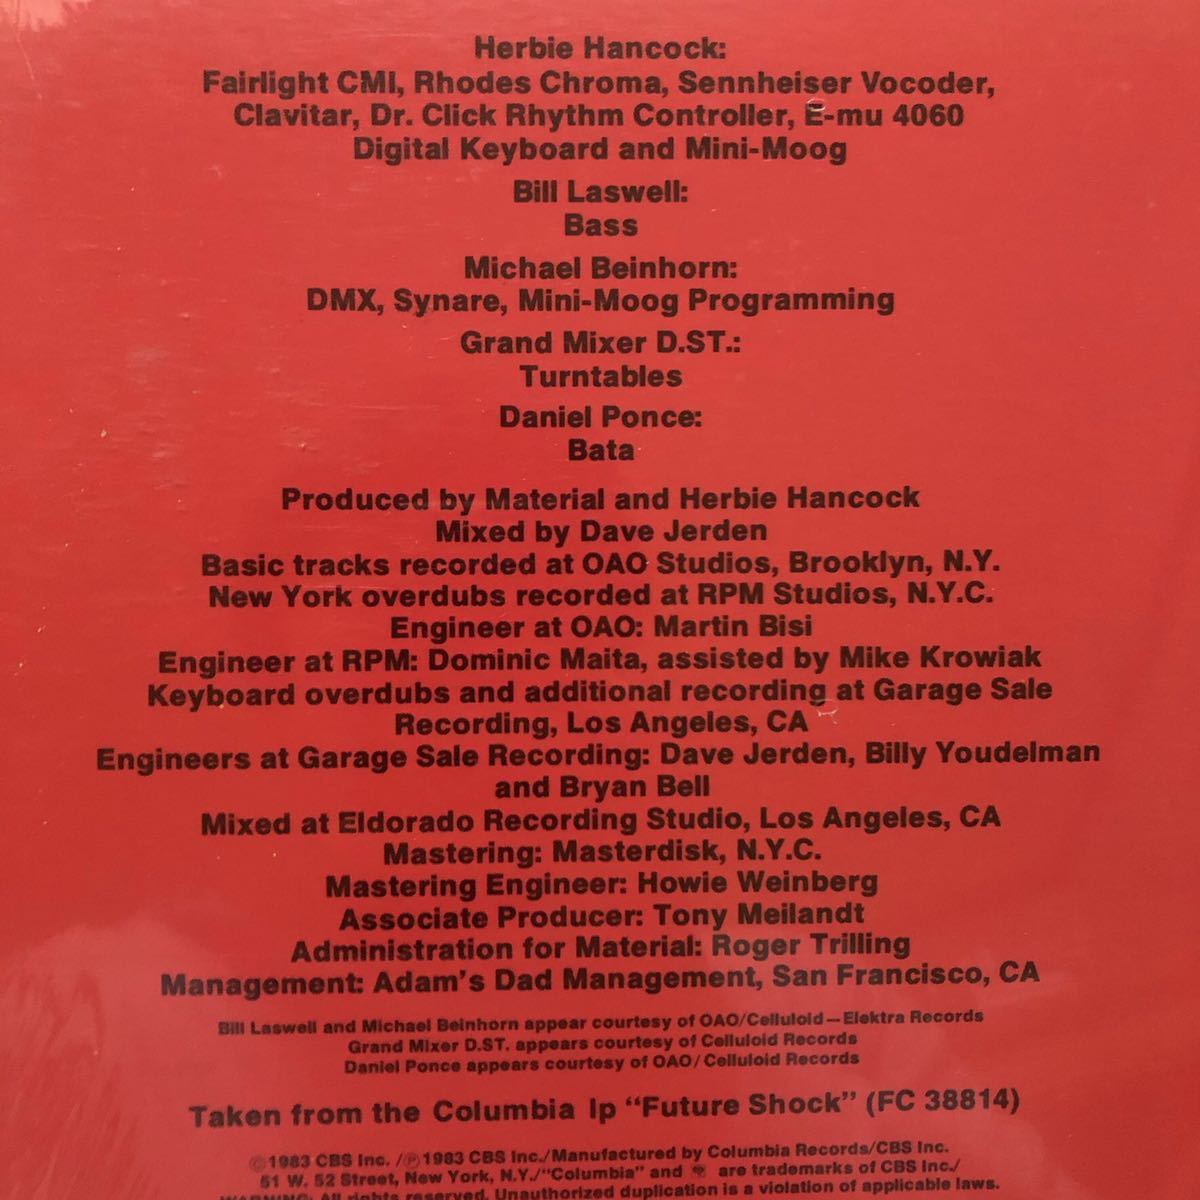 Herbie Hancock:
Fairlight CMI, Rhodes Chroma, Sennheiser Vocoder,
Clavitar, Dr. Click Rhythm Controller, E-mu 4060
Digital Keyboard and Mini-Moog
Bill Laswell:
Bass
Michael Beinhorn:
DMX, Synare, Mini-Moog Programming
Grand Mixer D.ST.:
Turntables
Daniel Ponce:
Bata
Produced by Material and Herbie Hancock
Mixed by Dave Jerden
Basic tracks recorded at OAO Studios, Brooklyn, N.Y.
New York overdubs recorded at RPM Studios, N.Y.C.
Engineer at OAO: Martin Bisi
Engineer at RPM: Dominic Maita, assisted by Mike Krowiak
Keyboard overdubs and additional recording at Garage Sale
Recording, Los Angeles, CA
Engineers at Garage Sale Recording: Dave Jerden, Billy Youdelman
and Bryan Bell
Mixed at Eldorado Recording Studio, Los Angeles, CA
Mastering: Masterdisk, N.Y.C.
Mastering Engineer: Howie Weinberg
Associate Producer: Tony Meilandt
Administration for Material: Roger Trilling
Management: Adam's Dad Management, San Francisco, CA
Bill Laswell and Michael Beinhorn appear courtesy of OAO/Celluloid—Elektra Records
Grand Mixer D.ST. appears courtesy of Celluloid Records
Daniel Ponce appears courtesy of OAO/Celluloid Records
Taken from the Columbia lp "Future Shock" (FC 38814)
©1983 CBS Inc./℗1983 CBS Inc./Manufactured by Columbia Records/CBS Inc.
51 W. 52 Street, New York, N.Y./"Columbia" and are trademarks of CBS Inc./
WARNING: All rights reserved. Unauthorized duplication is a violation of applicable laws.